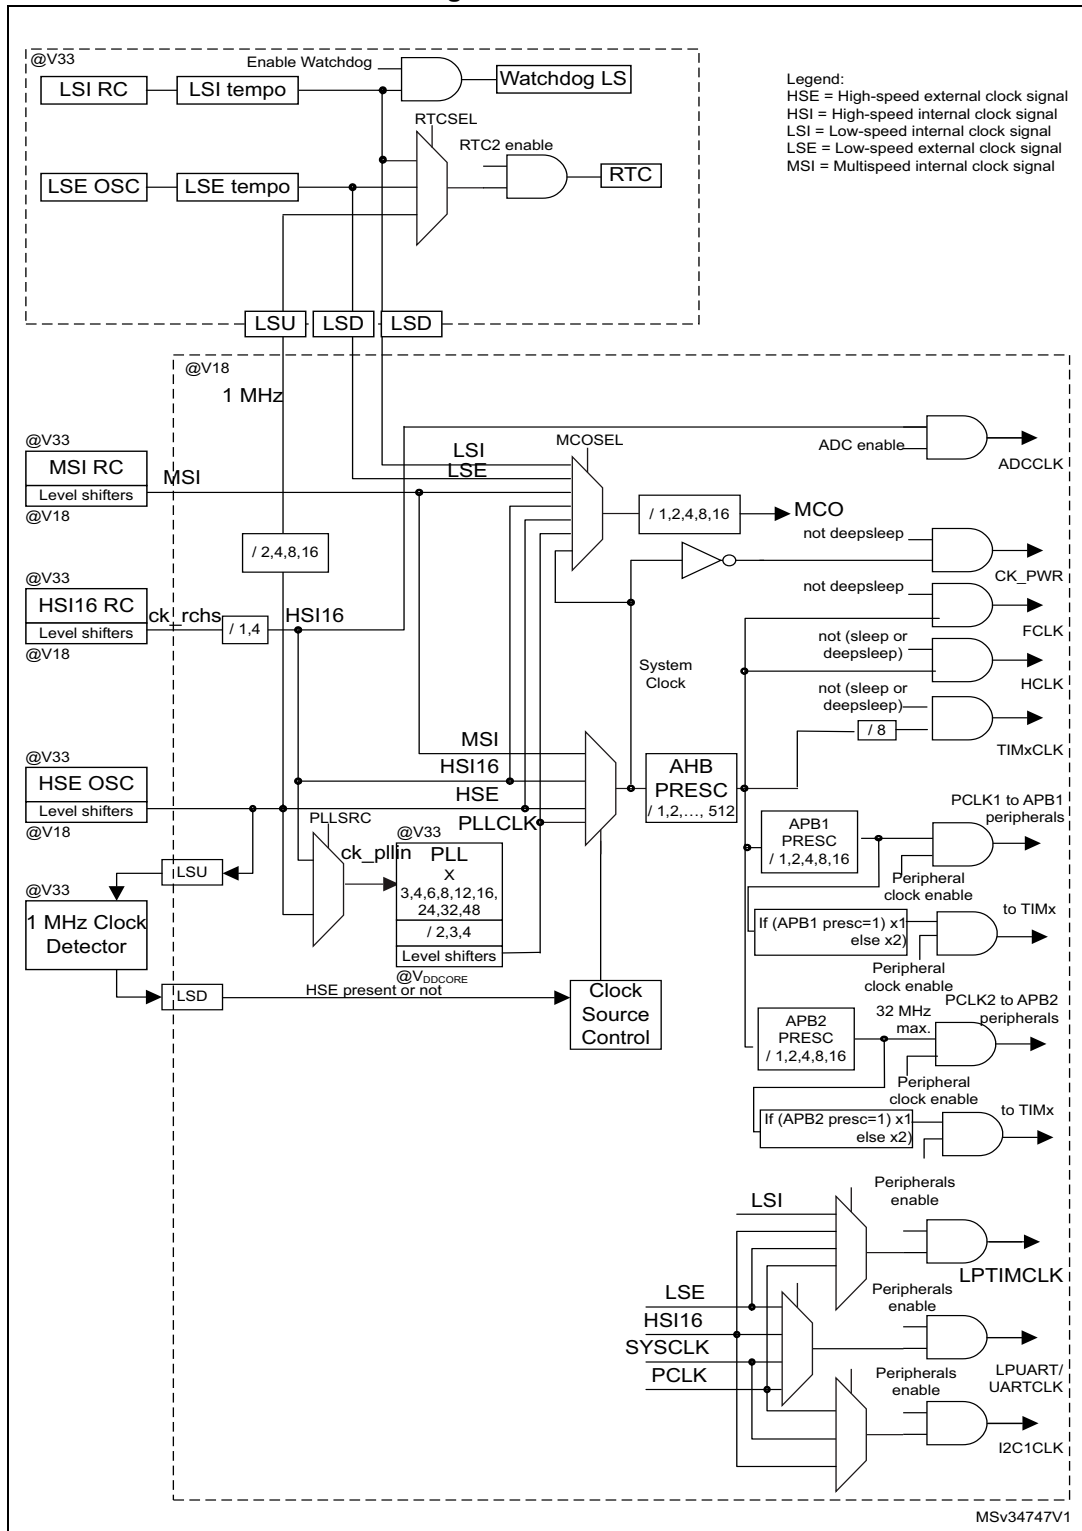 @V33
Enable Watchdog
LSI RC
LSI tempo
Watchdog LS
Legend:
HSE = High-speed external clock signal
HSI = High-speed internal clock signal
LSI = Low-speed internal clock signal
LSE = Low-speed external clock signal
MSI = Multispeed internal clock signal
RTCSEL
RTC2 enable
LSE OSC
LSE tempo
RTC
LSU
LSD
LSD
@V18
1 MHz
@V33
MSI RC
Level shifters
@V18
MSI
LSI
LSE
MCOSEL
ADC enable
ADCCLK
/ 1,2,4,8,16
MCO
/ 2,4,8,16
not deepsleep
CK_PWR
@V33
HSI16 RC
Level shifters
@V18
ck_rchs
/ 1,4
HSI16
not deepsleep
FCLK
System
Clock
not (sleep or
deepsleep)
HCLK
not (sleep or
deepsleep)
/ 8
TIMxCLK
@V33
HSE OSC
Level shifters
@V18
MSI
HSI16
HSE
PLLCLK
AHB
PRESC
/ 1,2,..., 512
PLLSRC
ck_pllin
@V33
PLL
X
3,4,6,8,12,16,
24,32,48
/ 2,3,4
Level shifters
@VDDCORE
APB1
PRESC
/ 1,2,4,8,16
PCLK1 to APB1
peripherals
Peripheral
clock enable
LSU
@V33
1 MHz Clock
Detector
LSD
HSE present or not
Clock
Source
Control
If (APB1 presc=1) x1
else x2)
to TIMx
Peripheral
clock enable
APB2
PRESC
/ 1,2,4,8,16
32 MHz
max.
PCLK2 to APB2
peripherals
Peripheral
clock enable
If (APB2 presc=1) x1
else x2)
to TIMx
LSI
Peripherals
enable
LPTIMCLK
LSE
HSI16
SYSCLK
PCLK
Peripherals
enable
LPUART/
UARTCLK
Peripherals
enable
I2C1CLK
MSv34747V1